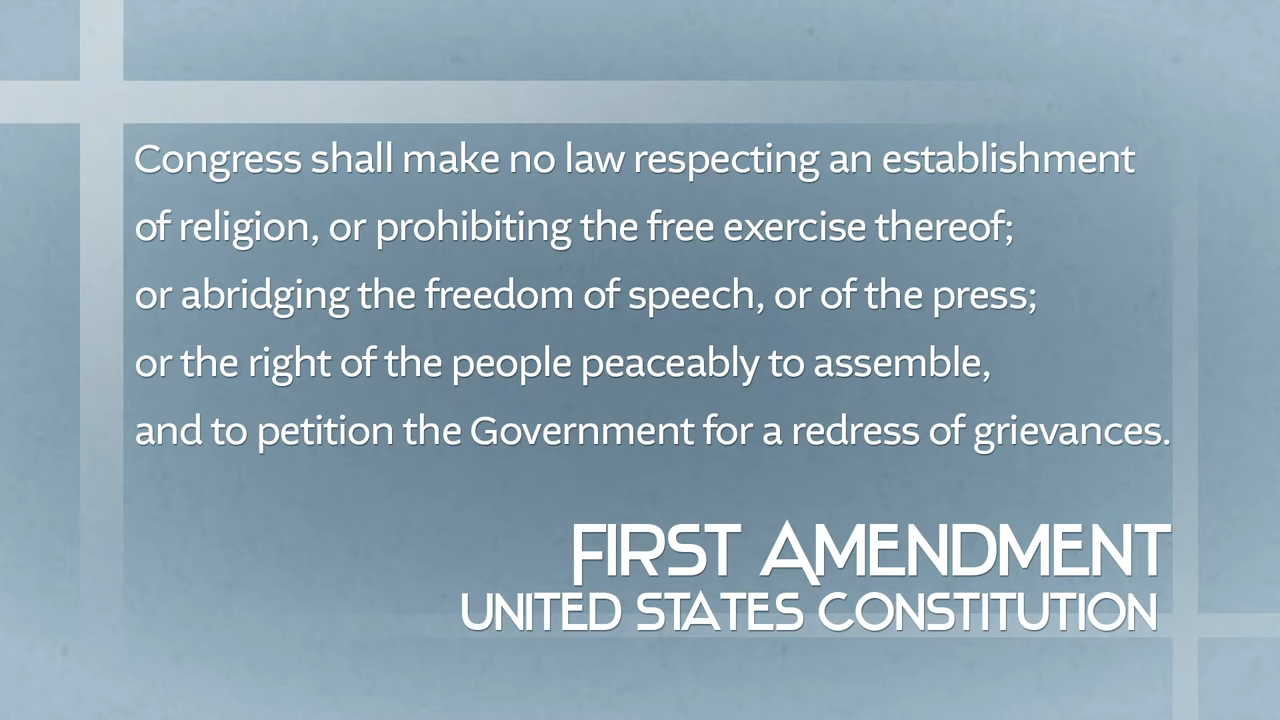 Congress shall make no law respecting an establishment
of religion, or prohibiting the free exercise thereof;
or abridging the freedom of speech, or of the press;
or the right of the people peaceably to assemble,
and to petition the Government for a redress of grievances.
FIRST AMENDMENT
UNITED STATES CONSTITUTION